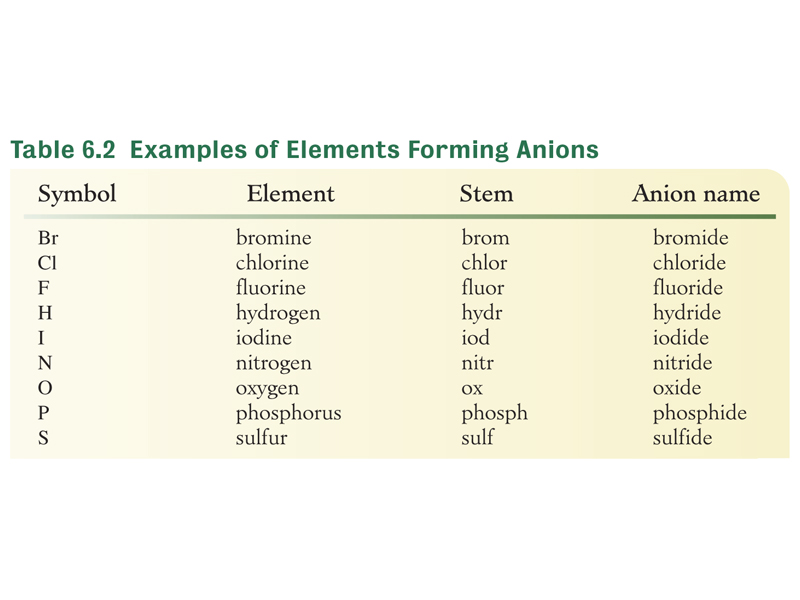 Table 6.2 Examples of Elements Forming Anions
Symbol Element Stem Anion name
Br bromine brom bromide
Cl chlorine chlor chloride
F fluorine fluor fluoride
H hydrogen hydr hydride
I iodine iod iodide
N nitrogen nitr nitride
O oxygen ox oxide
P phosphorus phosph phosphide
S sulfur sulf sulfide